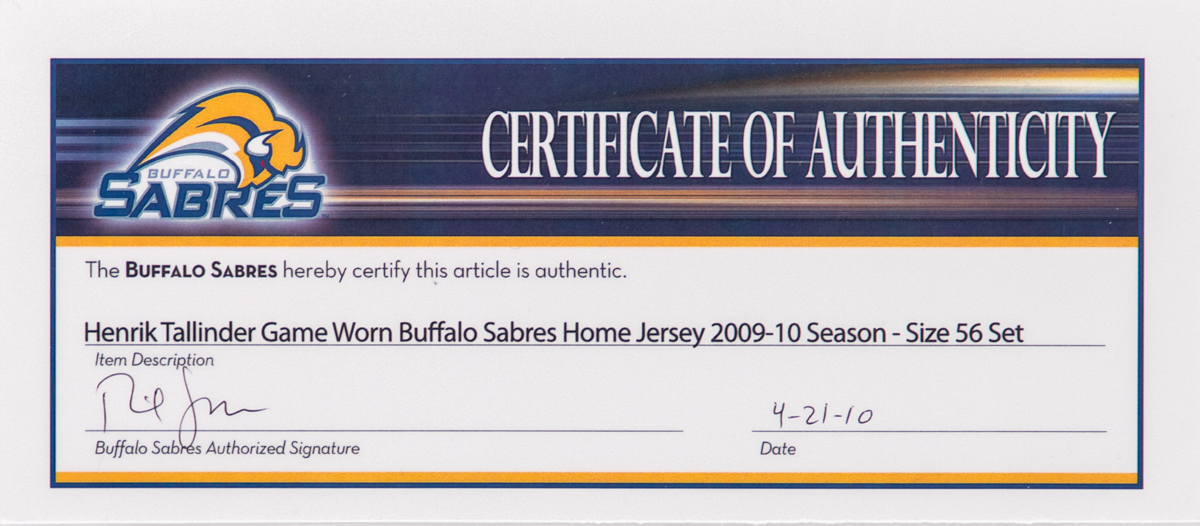 BUFFALO
SABRES
CERTIFICATE OF AUTHENTICITY
The BUFFALO SABRES hereby certify this article is authentic.
Henrik Tallinder Game Worn Buffalo Sabres Home Jersey 2009-10 Season - Size 56 Set
Item Description
Buffalo Sabres Authorized Signature
4-21-10
Date